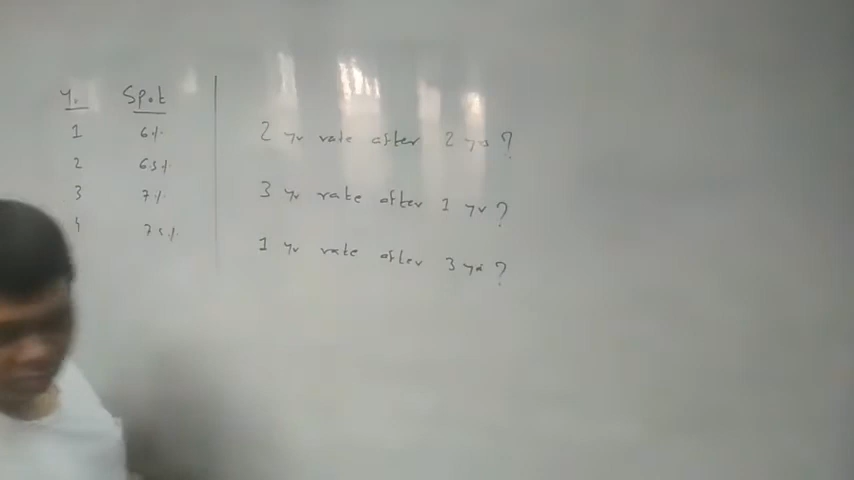 Y. Spot
1 6%
2 6.5%
3 7%
4 7.5%
2 yr rate after 2 yrs ?
3 yr rate after 1 yr ?
1 yr rate after 3 yrs ?